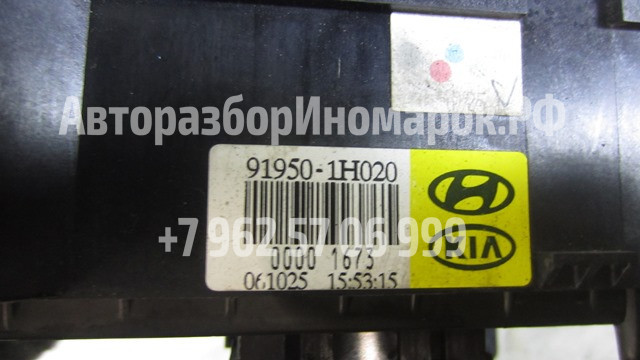 АвторазборИномарок.РФ
91950-1H020
+7 962 57 06 999
KIA
0000 1673
061025 15:53:15